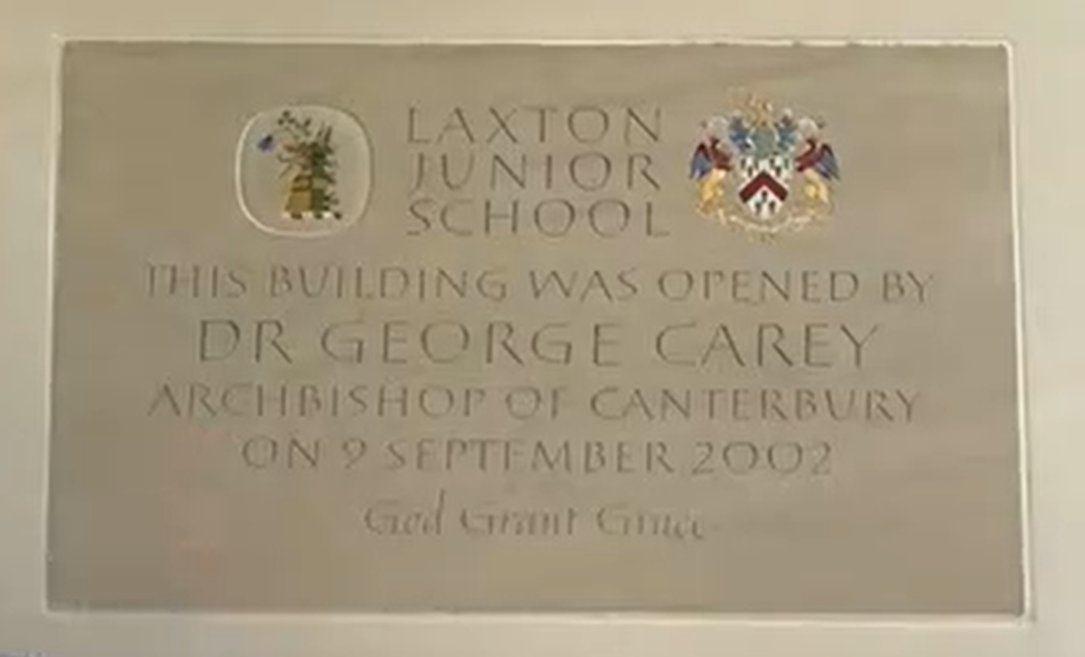 LAXTON
JUNIOR
SCHOOL
THIS BUILDING WAS OPENED BY
DR GEORGE CAREY
ARCHBISHOP OF CANTERBURY
ON 9 SEPTEMBER 2002
God Grant Grace